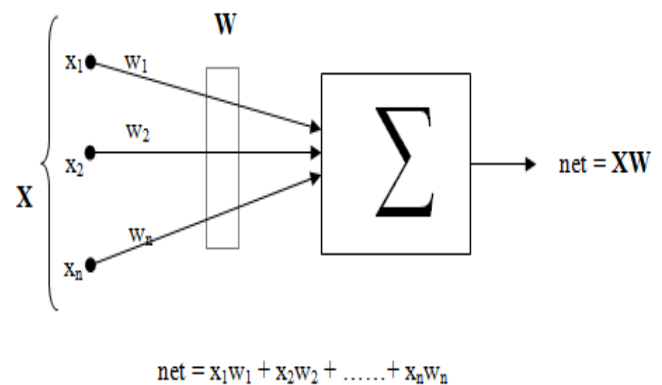 W
x₁ w₁
w₂
x₂
X
wₙ
xₙ
∑
net = XW
net = x₁w₁ + x₂w₂ + ......+ xₙwₙ